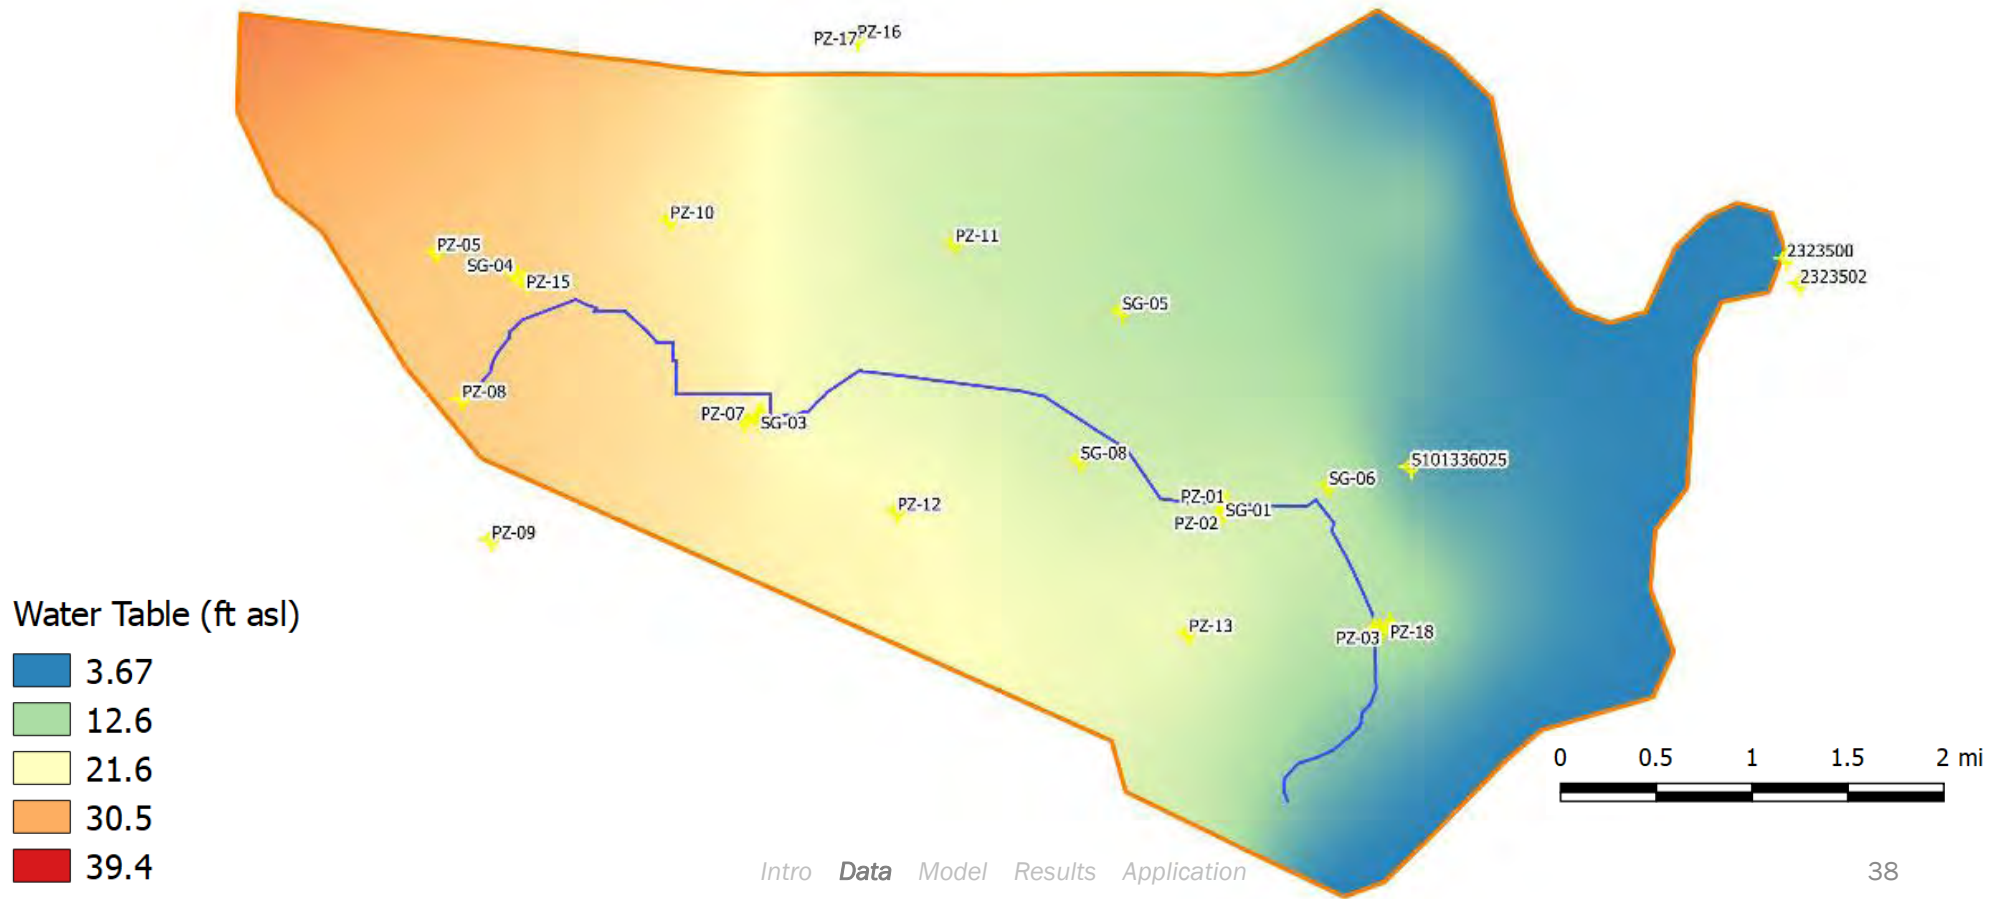 PZ-17
PZ-16
PZ-10
PZ-11
PZ-05
SG-04
PZ-15
2323500
2323502
SG-05
PZ-08
PZ-07
SG-03
SG-08
S101336025
SG-06
PZ-01
SG-01
PZ-02
PZ-12
PZ-09
PZ-13
PZ-03
PZ-18
Water Table (ft asl)
3.67
12.6
21.6
30.5
39.4
0 0.5 1 1.5 2 mi
Intro Data Model Results Application
38